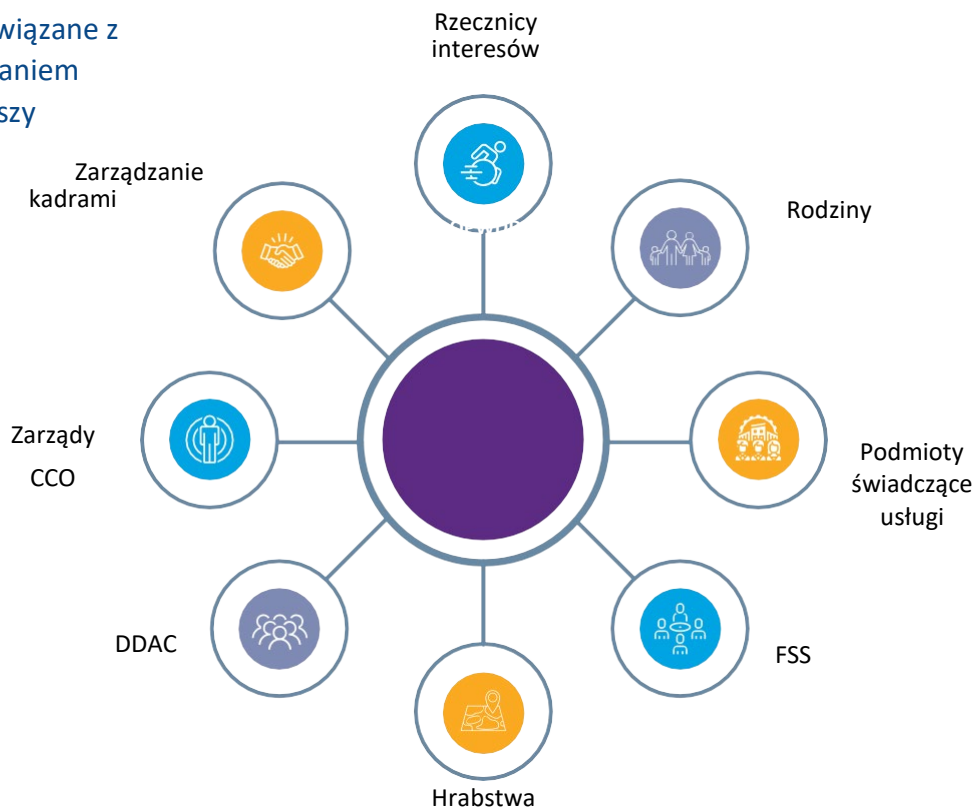 wiązane z
aniem
szy
Rzecznicy
interesów
Zarządzanie
kadrami
Rodziny
Zarządy
CCO
Podmioty
świadczące
usługi
DDAC
FSS
Hrabstwa